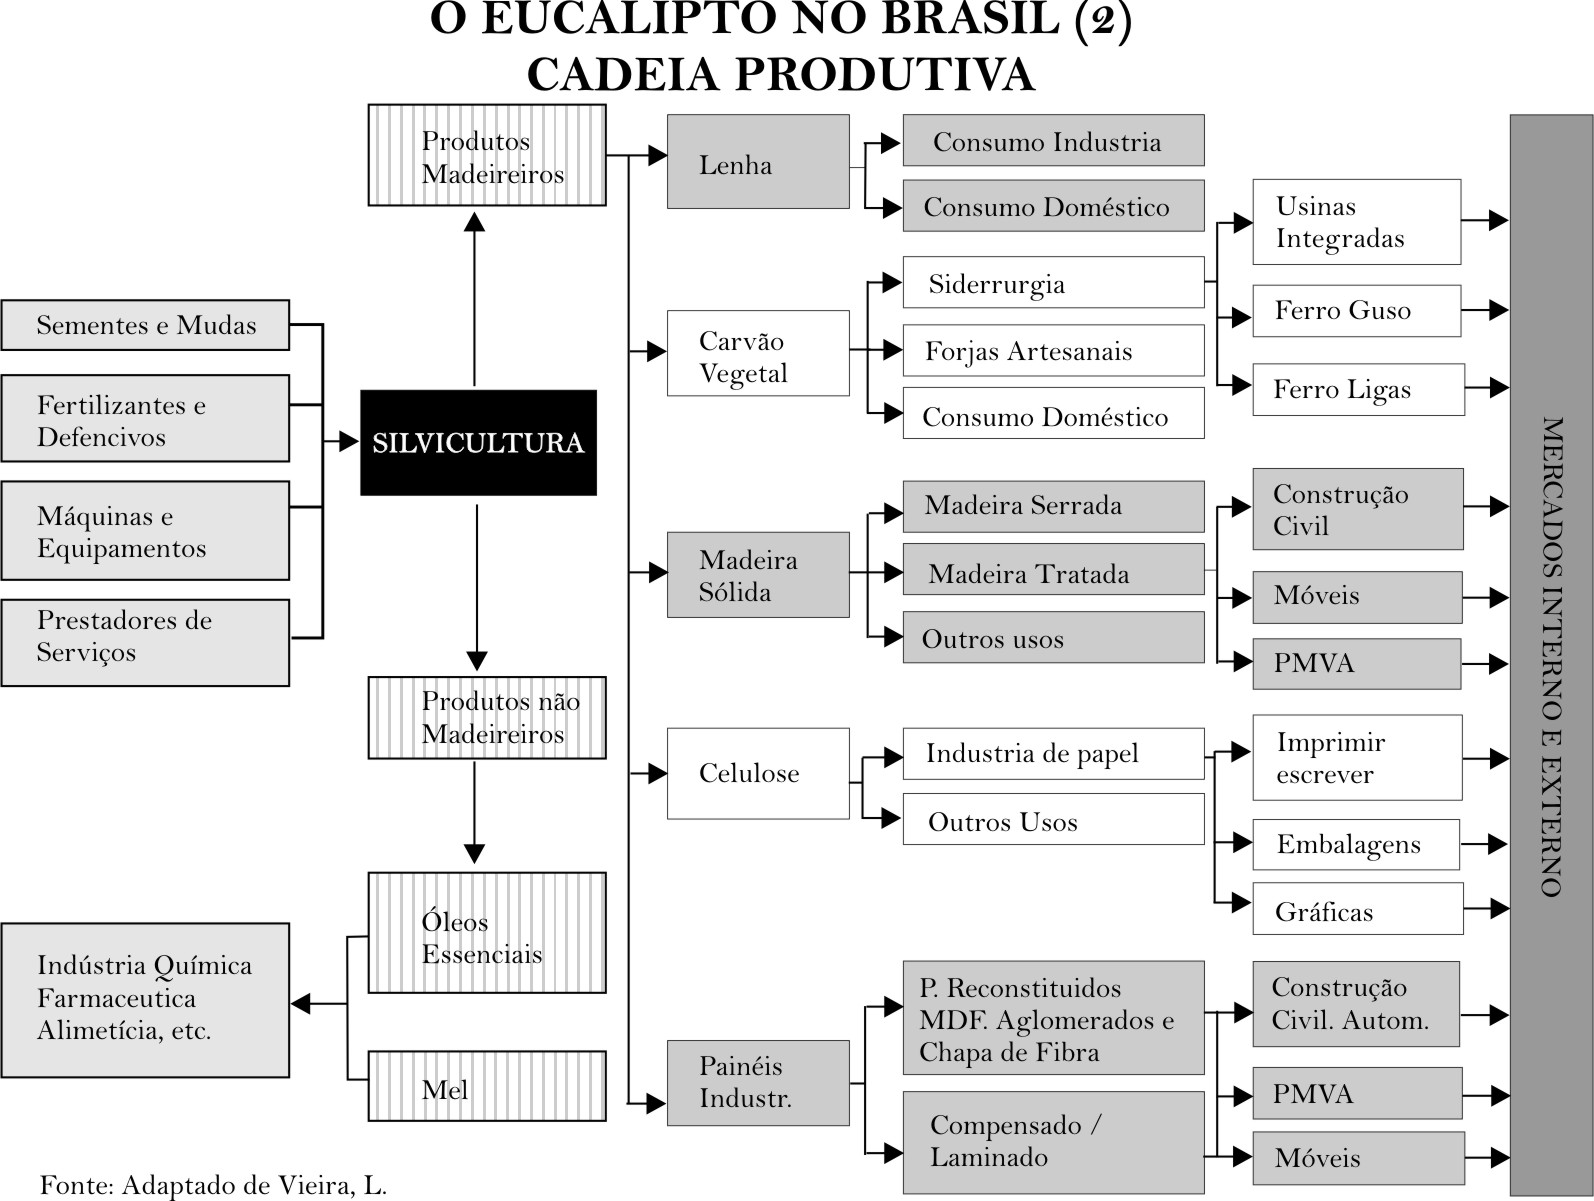 O EUCALIPTO NO BRASIL (2)
CADEIA PRODUTIVA
Sementes e Mudas
Fertilizantes e
Defencivos
Máquinas e
Equipamentos
Prestadores de
Serviços
SILVICULTURA
Produtos
Madeireiros
Produtos não
Madeireiros
Óleos
Essenciais
Mel
Indústria Química
Farmaceutica
Alimetícia, etc.
Lenha
Consumo Industria
Consumo Doméstico
Carvão
Vegetal
Siderrurgia
Forjas Artesanais
Consumo Doméstico
Usinas
Integradas
Ferro Guso
Ferro Ligas
Madeira
Sólida
Madeira Serrada
Madeira Tratada
Outros usos
Construção
Civil
Móveis
PMVA
Celulose
Industria de papel
Outros Usos
Imprimir
escrever
Embalagens
Gráficas
Painéis
Industr.
P. Reconstituidos
MDF. Aglomerados e
Chapa de Fibra
Compensado /
Laminado
Construção
Civil. Autom.
PMVA
Móveis
MERCADOS INTERNO E EXTERNO
Fonte: Adaptado de Vieira, L.